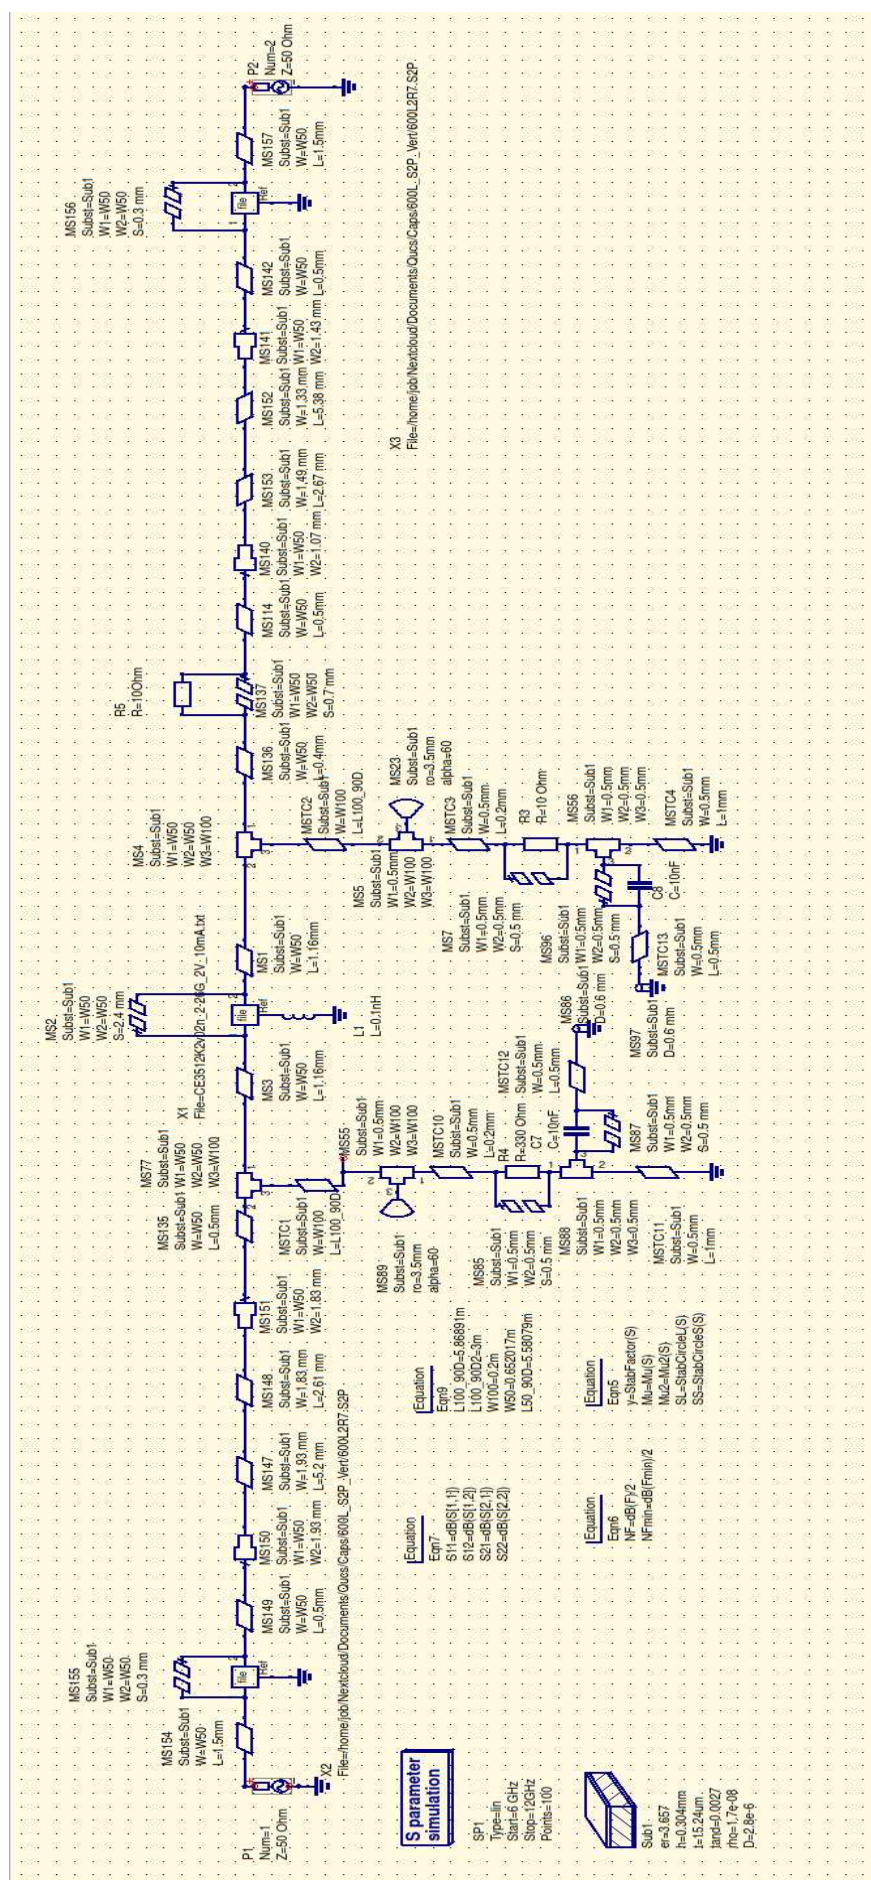 P1
Num=1
Z=50 Ohm
X2
File=/home/job/Nextcloud/Documents/Qucs/Caps/600L_S2P_Vert/600L2R7.S2P
MS154
Subst=Sub1
W=W50
L=1.5mm
MS155
Subst=Sub1
W1=W50
W2=W50
S=0.3 mm
file
Ref
2
MS149
Subst=Sub1
W=W50
L=0.5mm
MS150
Subst=Sub1
W1=W50
W2=1.93 mm
MS147
Subst=Sub1
W=1.93 mm
L=5.2 mm
MS148
Subst=Sub1
W=1.83 mm
L=2.61 mm
MS151
Subst=Sub1
W1=W50
W2=1.83 mm
MS135
Subst=Sub1
W=W50
L=0.5mm
MS77
Subst=Sub1
W1=W50
W2=W50
W3=W100
2
1
3
MSTC1
Subst=Sub1
W=W100
L=L100_90D
MS3
Subst=Sub1
W=W50
L=1.16mm
X1
File=CE3512K2v02n_2-26G_2V_10mA.txt
MS2
Subst=Sub1
W1=W50
W2=W50
S=2.4 mm
1
file
Ref
2
L1
L=0.1nH
MS1
Subst=Sub1
W=W50
L=1.16mm
MS4
Subst=Sub1
W1=W50
W2=W50
W3=W100
2
1
3
MS136
Subst=Sub1
W=W50
L=0.4mm
R5
R=10Ohm
MS137
Subst=Sub1
W1=W50
W2=W50
S=0.7 mm
MS114
Subst=Sub1
W=W50
L=0.5mm
MS140
Subst=Sub1
W1=W50
W2=1.07 mm
MS153
Subst=Sub1
W=1.49 mm
L=2.67 mm
MS152
Subst=Sub1
W=1.33 mm
L=5.38 mm
MS141
Subst=Sub1
W1=W50
W2=1.43 mm
MS142
Subst=Sub1
W=W50
L=0.5mm
MS156
Subst=Sub1
W1=W50
W2=W50
S=0.3 mm
1
file
Ref
2
MS157
Subst=Sub1
W=W50
L=1.5mm
P2
Num=2
Z=50 Ohm
X3
File=/home/job/Nextcloud/Documents/Qucs/Caps/600L_S2P_Vert/600L2R7.S2P
MS55
Subst=Sub1
W1=0.5mm
W2=W100
W3=W100
MS89
Subst=Sub1
ro=3.5mm
alpha=60
MSTC10
Subst=Sub1
W=0.5mm
L=0.2mm
R4
R=330 Ohm
MS85
Subst=Sub1
W1=0.5mm
W2=0.5mm
S=0.5 mm
C7
C=10nF
MSTC12
Subst=Sub1
W=0.5mm
L=0.5mm
MS86
Subst=Sub1
D=0.6 mm
MS87
Subst=Sub1
W1=0.5mm
W2=0.5mm
S=0.5 mm
MS88
Subst=Sub1
W1=0.5mm
W2=0.5mm
W3=0.5mm
MSTC11
Subst=Sub1
W=0.5mm
L=1mm
MSTC2
Subst=Sub1
W=W100
L=L100_90D
MS5
Subst=Sub1
W1=0.5mm
W2=W100
W3=W100
MS23
Subst=Sub1
ro=3.5mm
alpha=60
MSTC3
Subst=Sub1
W=0.5mm
L=0.2mm
R3
R=10 Ohm
MS7
Subst=Sub1
W1=0.5mm
W2=0.5mm
S=0.5 mm
MS56
Subst=Sub1
W1=0.5mm
W2=0.5mm
W3=0.5mm
MSTC4
Subst=Sub1
W=0.5mm
L=1mm
MS96
Subst=Sub1
W1=0.5mm
W2=0.5mm
S=0.5 mm
C8
C=10nF
MSTC13
Subst=Sub1
W=0.5mm
L=0.5mm
MS97
Subst=Sub1
D=0.6 mm
S parameter
simulation
SP1
Type=lin
Start=6 GHz
Stop=12GHz
Points=100
Equation
Eqn7
S11=dB(S[1,1])
S12=dB(S[1,2])
S21=dB(S[2,1])
S22=dB(S[2,2])
Equation
Eqn9
L100_90D=5.86891m
L100_90D2=3m
W100=0.2m
W50=0.652017m
L50_90D=5.58079m
Sub1
er=3.657
h=0.304mm
t=15.24um
tand=0.0027
rho=1.7e-08
D=2.8e-6
Equation
Eqn6
NF=dB(F)/2
NFmin=dB(Fmin)/2
Equation
Eqn5
y=StabFactor(S)
Mu=Mu(S)
Mu2=Mu2(S)
SL=StabCircleL(S)
SS=StabCircleS(S)